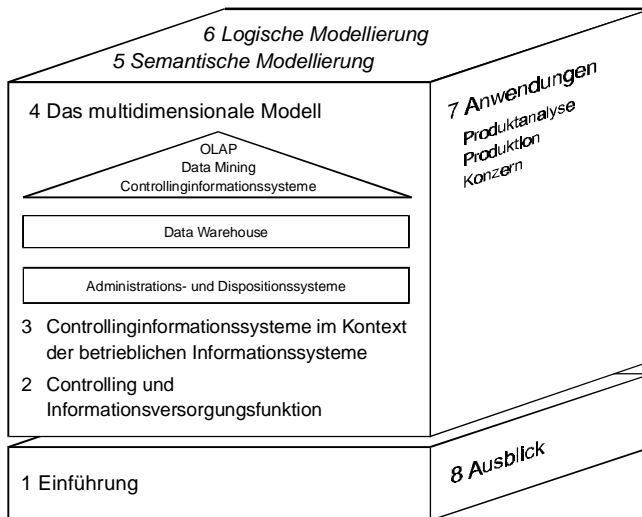 6 Logische Modellierung
5 Semantische Modellierung
4 Das multidimensionale Modell
OLAP
Data Mining
Controllinginformationssysteme
Data Warehouse
Administrations- und Dispositionssysteme
3 Controllinginformationssysteme im Kontext
der betrieblichen Informationssysteme
2 Controlling und
Informationsversorgungsfunktion
7 Anwendungen
Produktanalyse
Produktion
Konzern
1 Einführung
8 Ausblick